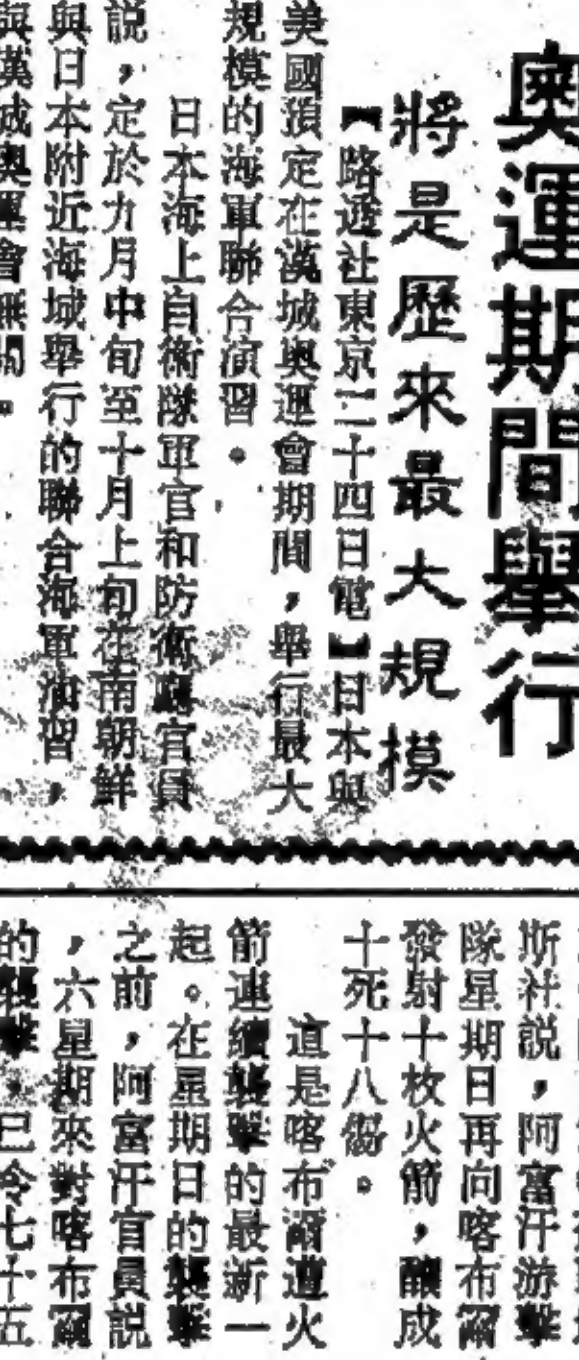 奧運期間舉行
將是歷來最大規模
【路透社東京二十四日電】日本與
美國預定在漢城奧運會期間，舉行最大
規模的海軍聯合演習。
日本海上自衛隊軍官和防衛廳官員
説，定於九月中旬至十月上旬在南朝鮮
與日本附近海域舉行的聯合海軍演習，
與漢城奧運會無關。
斯社説，阿富汗游擊
隊星期日再向喀布爾
發射十枚火箭，釀成
十死十八傷。
這是喀布爾遭火
箭連續襲擊的最新一
起。在星期日的襲擊
之前，阿富汗官員説
，六星期來對喀布爾
的襲擊，已令七十五